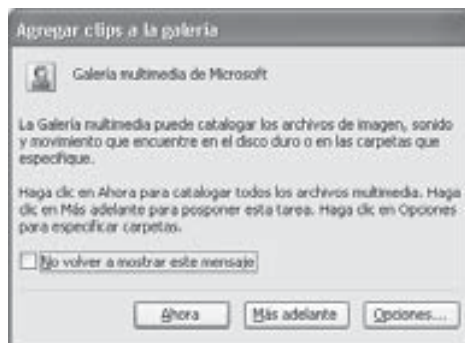 Agregar clips a la galería
Galería multimedia de Microsoft
La Galería multimedia puede catalogar los archivos de imagen, sonido
y movimiento que encuentre en el disco duro o en las carpetas que
especifique.
Haga clic en Ahora para catalogar todos los archivos multimedia. Haga
clic en Más adelante para posponer esta tarea. Haga clic en Opciones
para especificar carpetas.
No volver a mostrar este mensaje
Ahora
Más adelante
Opciones...